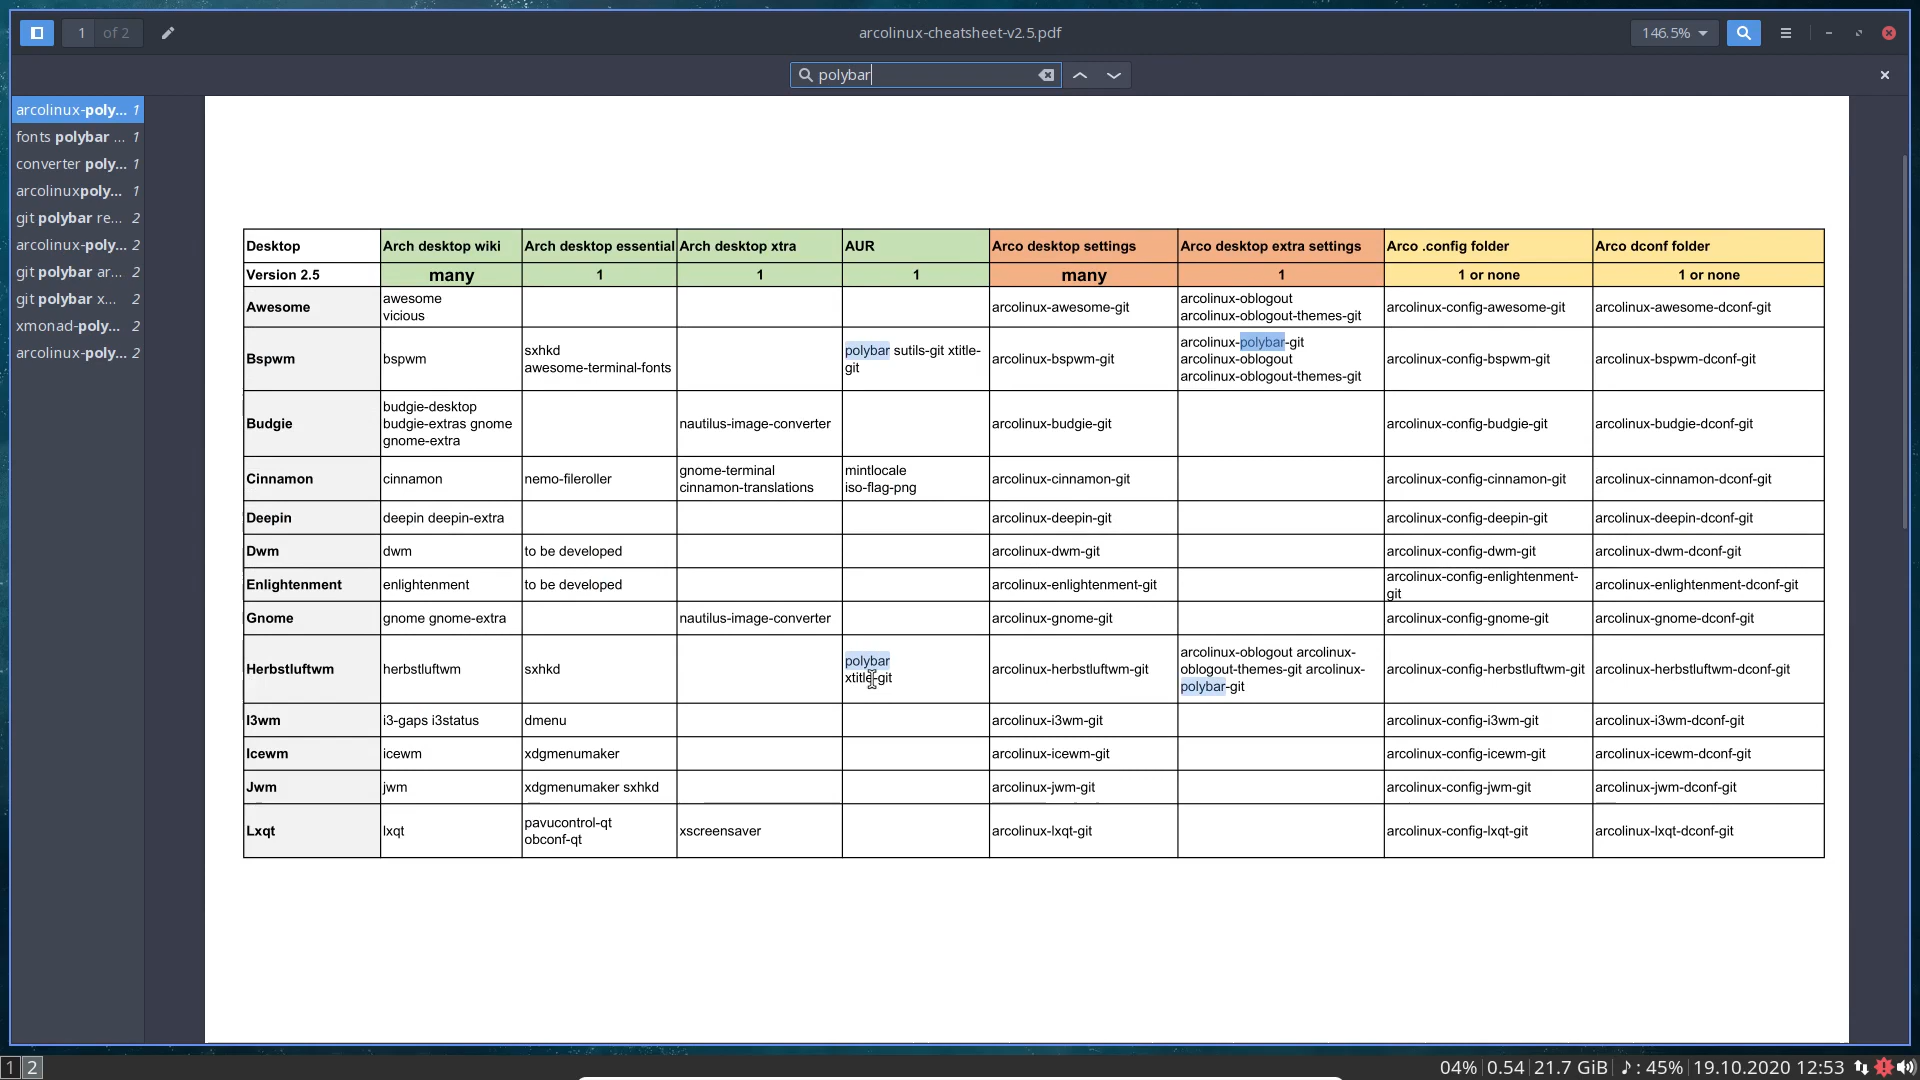 1 of 2
arcolinux-cheatsheet-v2.5.pdf
146.5%
polybar
arcolinux-poly... 1
fonts polybar ... 1
converter poly... 1
arcolinuxpoly... 1
git polybar re... 2
arcolinux-poly... 2
git polybar ar... 2
git polybar x... 2
xmonad-poly... 2
arcolinux-poly... 2
Desktop Arch desktop wiki Arch desktop essential Arch desktop xtra AUR Arco desktop settings Arco desktop extra settings Arco .config folder Arco dconf folder
Version 2.5 many 1 1 1 many 1 1 or none 1 or none
Awesome
awesome
vicious
arcolinux-awesome-git
arcolinux-oblogout
arcolinux-oblogout-themes-git
arcolinux-config-awesome-git
arcolinux-awesome-dconf-git
Bspwm
bspwm
sxhkd
awesome-terminal-fonts
polybar sutils-git xtitle-
git
arcolinux-bspwm-git
arcolinux-polybar-git
arcolinux-oblogout
arcolinux-oblogout-themes-git
arcolinux-config-bspwm-git
arcolinux-bspwm-dconf-git
Budgie
budgie-desktop
budgie-extras gnome
gnome-extra
nautilus-image-converter
arcolinux-budgie-git
arcolinux-config-budgie-git
arcolinux-budgie-dconf-git
Cinnamon
cinnamon
nemo-fileroller
gnome-terminal
cinnamon-translations
mintlocale
iso-flag-png
arcolinux-cinnamon-git
arcolinux-config-cinnamon-git
arcolinux-cinnamon-dconf-git
Deepin deepin deepin-extra arcolinux-deepin-git arcolinux-config-deepin-git arcolinux-deepin-dconf-git
Dwm dwm to be developed arcolinux-dwm-git arcolinux-config-dwm-git arcolinux-dwm-dconf-git
Enlightenment
enlightenment
to be developed
arcolinux-enlightenment-git
arcolinux-config-enlightenment-
git
arcolinux-enlightenment-dconf-git
Gnome gnome gnome-extra nautilus-image-converter arcolinux-gnome-git arcolinux-config-gnome-git arcolinux-gnome-dconf-git
Herbstluftwm
herbstluftwm
sxhkd
polybar
xtitle-git
arcolinux-herbstluftwm-git
arcolinux-oblogout arcolinux-
oblogout-themes-git arcolinux-
polybar-git
arcolinux-config-herbstluftwm-git
arcolinux-herbstluftwm-dconf-git
I3wm i3-gaps i3status dmenu arcolinux-i3wm-git arcolinux-config-i3wm-git arcolinux-i3wm-dconf-git
Icewm icewm xdgmenumaker arcolinux-icewm-git arcolinux-config-icewm-git arcolinux-icewm-dconf-git
Jwm jwm xdgmenumaker sxhkd arcolinux-jwm-git arcolinux-config-jwm-git arcolinux-jwm-dconf-git
Lxqt
lxqt
pavucontrol-qt
obconf-qt
xscreensaver
arcolinux-lxqt-git
arcolinux-config-lxqt-git
arcolinux-lxqt-dconf-git
1 2 04% 0.54 21.7 GiB ♪: 45% 19.10.2020 12:53